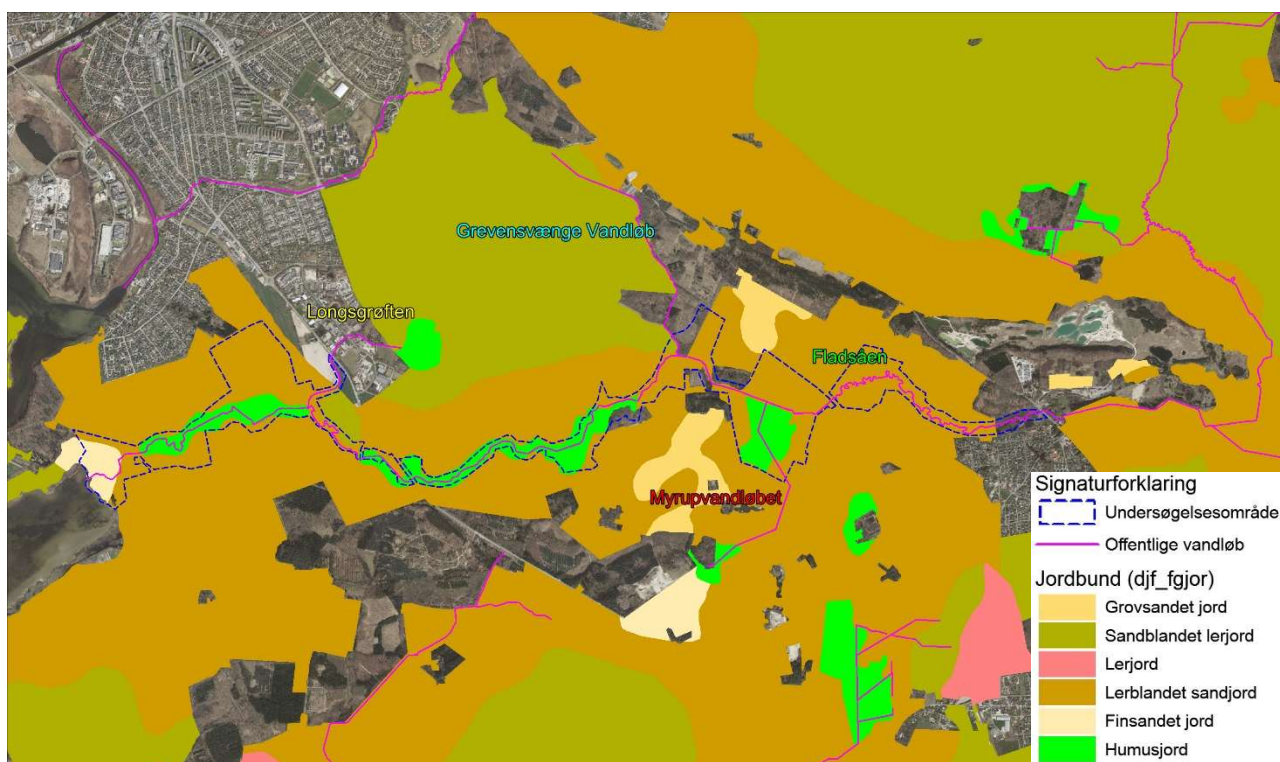 Grevensvænge Vandløb
Longsgrøften
Fladsåen
Myrupvandløbet
Signaturforklaring
Undersøgelsesområde
Offentlige vandløb
Jordbund (djf_fgjor)
Grovsandet jord
Sandblandet lerjord
Lerjord
Lerblandet sandjord
Finsandet jord
Humusjord